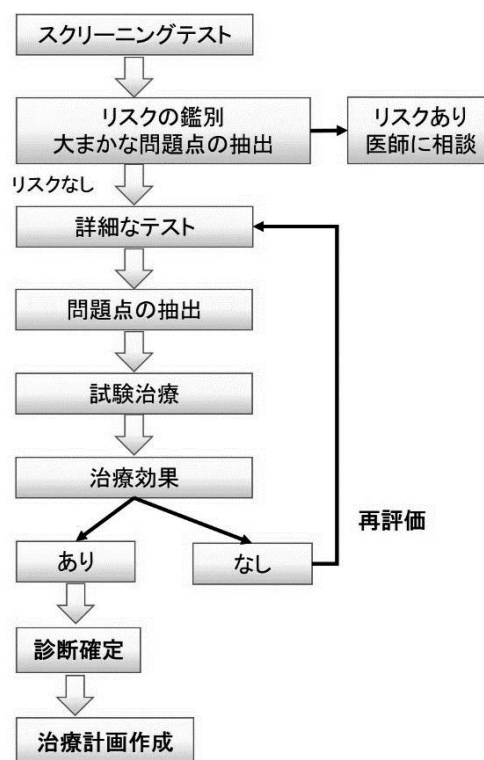 スクリーニングテスト
リスクの鑑別
大まかな問題点の抽出
リスクあり
医師に相談
リスクなし
詳細なテスト
問題点の抽出
試験治療
治療効果
再評価
あり
なし
診断確定
治療計画作成